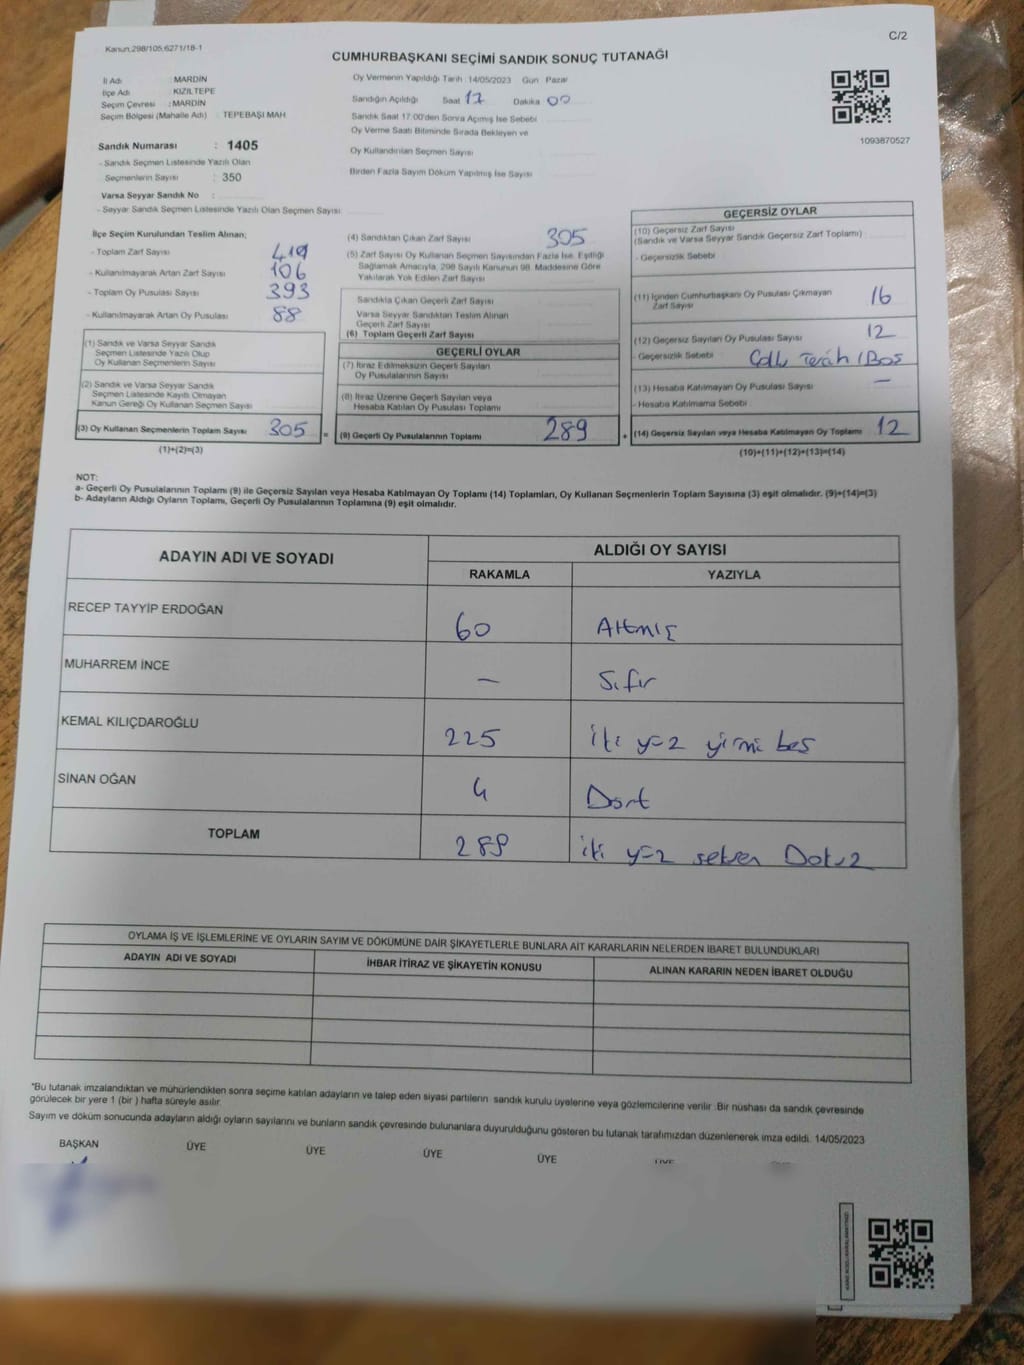 Kanun:298/105;6271/18-1
C/2
CUMHURBAŞKANI SEÇİMİ SANDIK SONUÇ TUTANAĞI
İl Adı : MARDİN
İlçe Adı : KIZILTEPE
Seçim Çevresi : MARDİN
Seçim Bölgesi (Mahalle Adı) : TEPEBAŞI MAH
Sandık Numarası : 1405
- Sandık Seçmen Listesinde Yazılı Olan
Seçmenlerin Sayısı : 350
Varsa Seyyar Sandık No :
- Seyyar Sandık Seçmen Listesinde Yazılı Olan Seçmen Sayısı
Oy Vermenin Yapıldığı Tarih : 14/05/2023 Gün Pazar
Sandığın Açıldığı Saat 17 Dakika 00
Sandık Saat 17.00'den Sonra Açılmış İse Sebebi
Oy Verme Saati Bitiminde Sırada Bekleyen ve
Oy Kullandırılan Seçmen Sayısı
Birden Fazla Sayım Döküm Yapılmış İse Sayısı
1093870527
İlçe Seçim Kurulundan Teslim Alınan;
- Toplam Zarf Sayısı 419
- Kullanılmayarak Artan Zarf Sayısı 106
- Toplam Oy Pusulası Sayısı 393
- Kullanılmayarak Artan Oy Pusulası 88
(1) Sandık ve Varsa Seyyar Sandık
Seçmen Listesinde Yazılı Olup
Oy Kullanan Seçmenlerin Sayısı
(2) Sandık ve Varsa Seyyar Sandık
Seçmen Listesinde Kayıtlı Olmayan
Kanun Gereği Oy Kullanan Seçmen Sayısı
(3) Oy Kullanan Seçmenlerin Toplam Sayısı 305 =
(1)+(2)=(3)
(4) Sandıktan Çıkan Zarf Sayısı 305
(5) Zarf Sayısı Oy Kullanan Seçmen Sayısından Fazla İse, Eşitliği
Sağlamak Amacıyla, 298 Sayılı Kanunun 98. Maddesine Göre
Yakılarak Yok Edilen Zarf Sayısı
Sandıkta Çıkan Geçerli Zarf Sayısı
Varsa Seyyar Sandıktan Teslim Alınan
Geçerli Zarf Sayısı
(6) Toplam Geçerli Zarf Sayısı
GEÇERLİ OYLAR
(7) İtiraz Edilmeksizin Geçerli Sayılan
Oy Pusulalarının Sayısı
(8) İtiraz Üzerine Geçerli Sayılan veya
Hesaba Katılan Oy Pusulası Toplamı
(9) Geçerli Oy Pusulalarının Toplamı 289 +
GEÇERSİZ OYLAR
(10) Geçersiz Zarf Sayısı
(Sandık ve Varsa Seyyar Sandık Geçersiz Zarf Toplamı)
- Geçersizlik Sebebi
(11) İçinden Cumhurbaşkanı Oy Pusulası Çıkmayan
Zarf Sayısı 16
(12) Geçersiz Sayılan Oy Pusulası Sayısı 12
- Geçersizlik Sebebi /Boş
(13) Hesaba Katılmayan Oy Pusulası Sayısı —
- Hesaba Katılmama Sebebi
(14) Geçersiz Sayılan veya Hesaba Katılmayan Oy Toplamı 12
(10)+(11)+(12)+(13)=(14)
NOT:
a- Geçerli Oy Pusulalarının Toplamı (9) ile Geçersiz Sayılan veya Hesaba Katılmayan Oy Toplamı (14) Toplamları, Oy Kullanan Seçmenlerin Toplam Sayısına (3) eşit olmalıdır. (9)+(14)=(3)
b- Adayların Aldığı Oyların Toplamı, Geçerli Oy Pusulalarının Toplamına (9) eşit olmalıdır.
ADAYIN ADI VE SOYADI ALDIĞI OY SAYISI
RAKAMLA YAZIYLA
RECEP TAYYİP ERDOĞAN 60 Altmış
MUHARREM İNCE — Sıfır
KEMAL KILIÇDAROĞLU 225 iki yüz yirmi beş
SİNAN OĞAN 4 Dört
TOPLAM 289 iki yüz seksen Dokuz
OYLAMA İŞ VE İŞLEMLERİNE VE OYLARIN SAYIM VE DÖKÜMÜNE DAİR ŞİKAYETLERLE BUNLARA AİT KARARLARIN NELERDEN İBARET BULUNDUKLARI
ADAYIN ADI VE SOYADI İHBAR İTİRAZ VE ŞİKAYETİN KONUSU ALINAN KARARIN NEDEN İBARET OLDUĞU
*Bu tutanak imzalandıktan ve mühürlendikten sonra seçime katılan adayların ve talep eden siyasi partilerin sandık kurulu üyelerine veya gözlemcilerine verilir. Bir nüshası da sandık çevresinde
görülecek bir yere 1 (bir) hafta süreyle asılır.
Sayım ve döküm sonucunda adayların aldığı oyların sayılarını ve bunların sandık çevresinde bulunanlara duyurulduğunu gösteren bu tutanak tarafımızdan düzenlenerek imza edildi. 14/05/2023
BAŞKAN ÜYE ÜYE ÜYE ÜYE